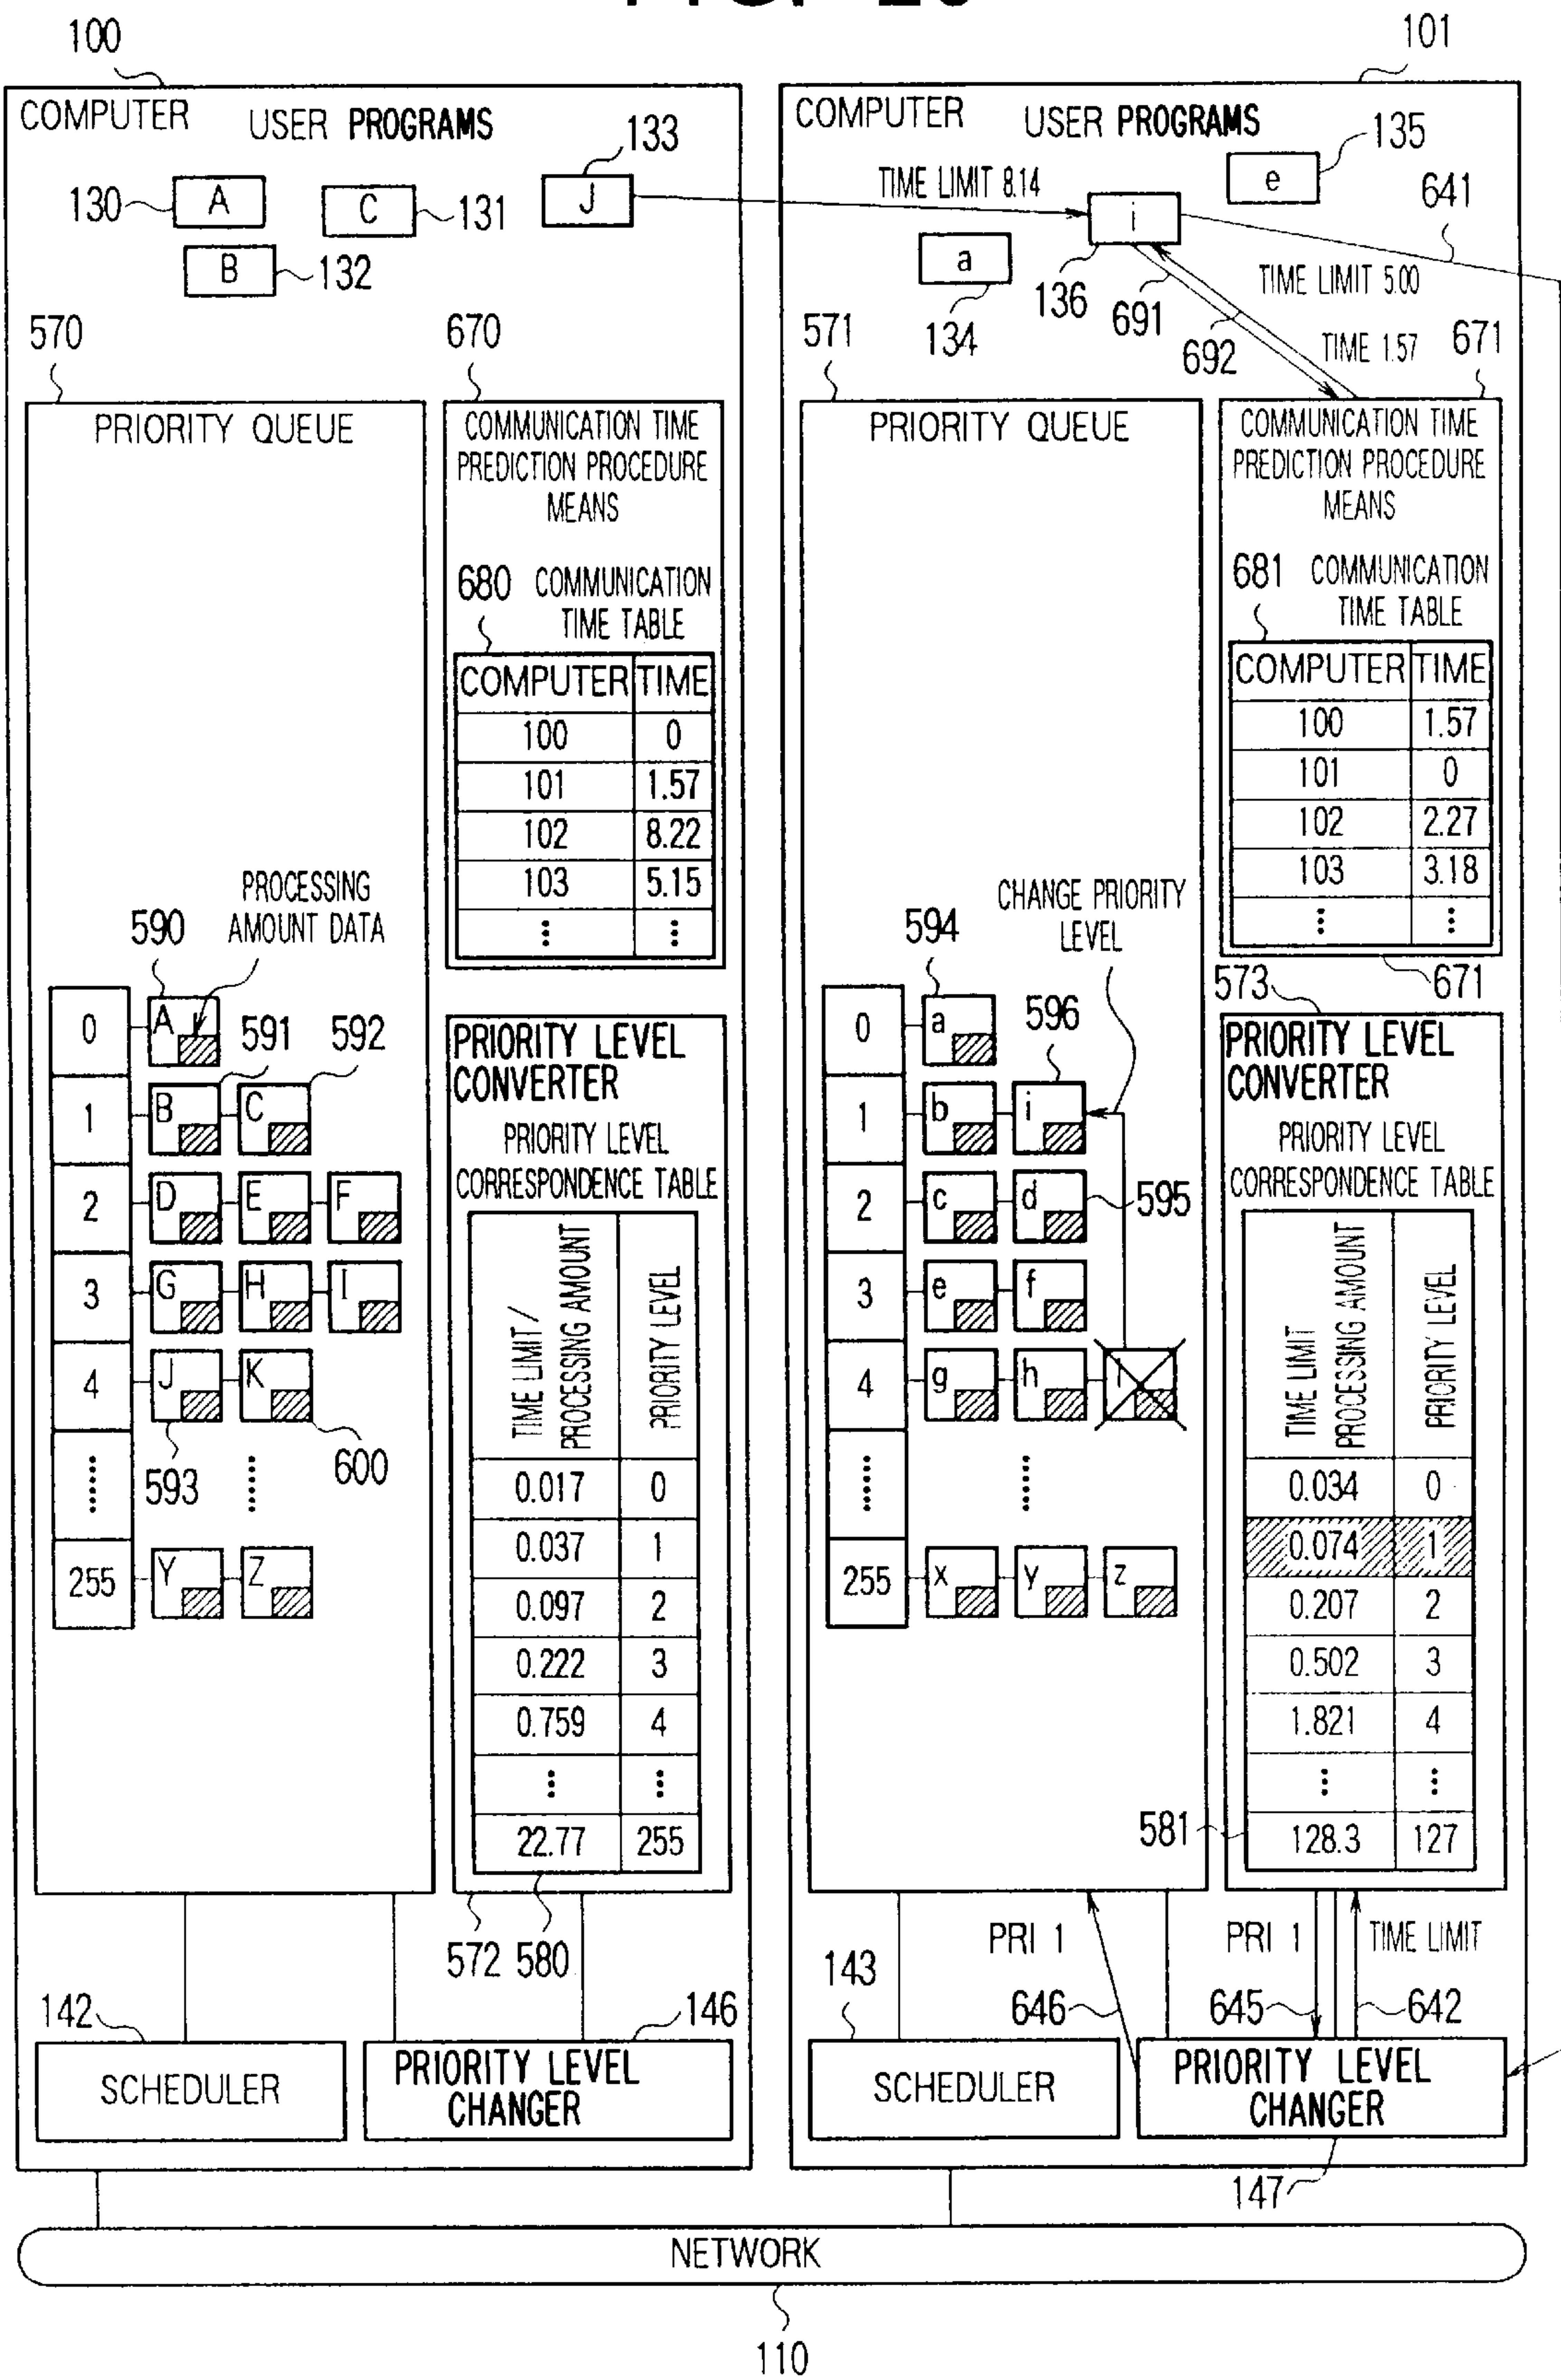 100
101
COMPUTER
USER PROGRAMS
130
A
C
131
133
J
B
132
COMPUTER
USER PROGRAMS
135
e
TIME LIMIT 8.14
i
641
a
134
136
691
692
TIME LIMIT 5.00
TIME 1.57
570
670
571
671
PRIORITY QUEUE
COMMUNICATION TIME
PREDICTION PROCEDURE
MEANS
680 COMMUNICATION
TIME TABLE
COMPUTER TIME
100 0
101 1.57
102 8.22
103 5.15
⋮ ⋮
PROCESSING
AMOUNT DATA
590
0 A
591 592
1 B C
2 D E F
3 G H I
4 J K
593 600
255 Y Z
PRIORITY LEVEL
CONVERTER
PRIORITY LEVEL
CORRESPONDENCE TABLE
TIME LIMIT/
PROCESSING AMOUNT
PRIORITY LEVEL
0.017 0
0.037 1
0.097 2
0.222 3
0.759 4
⋮ ⋮
22.77 255
572 580
142
SCHEDULER
146
PRIORITY LEVEL
CHANGER
PRIORITY QUEUE
COMMUNICATION TIME
PREDICTION PROCEDURE
MEANS
681 COMMUNICATION
TIME TABLE
COMPUTER TIME
100 1.57
101 0
102 2.27
103 3.18
⋮ ⋮
671
CHANGE PRIORITY
LEVEL
594
0 a
596
1 b i
2 c d 595
3 e f
4 g h
255 x y z
573
PRIORITY LEVEL
CONVERTER
PRIORITY LEVEL
CORRESPONDENCE TABLE
TIME LIMIT
PROCESSING AMOUNT
PRIORITY LEVEL
0.034 0
0.074 1
0.207 2
0.502 3
1.821 4
⋮ ⋮
128.3 127
581
PRI 1
PRI 1
TIME LIMIT
143
646
645
642
SCHEDULER
PRIORITY LEVEL
CHANGER
147
NETWORK
110